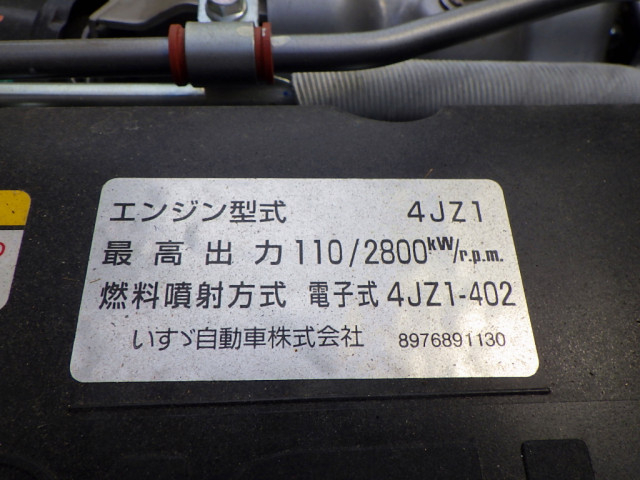 エンジン型式 4JZ1
最高出力 110/2800kW/r.p.m.
燃料噴射方式 電子式 4JZ1-402
いすゞ自動車株式会社 8976891130